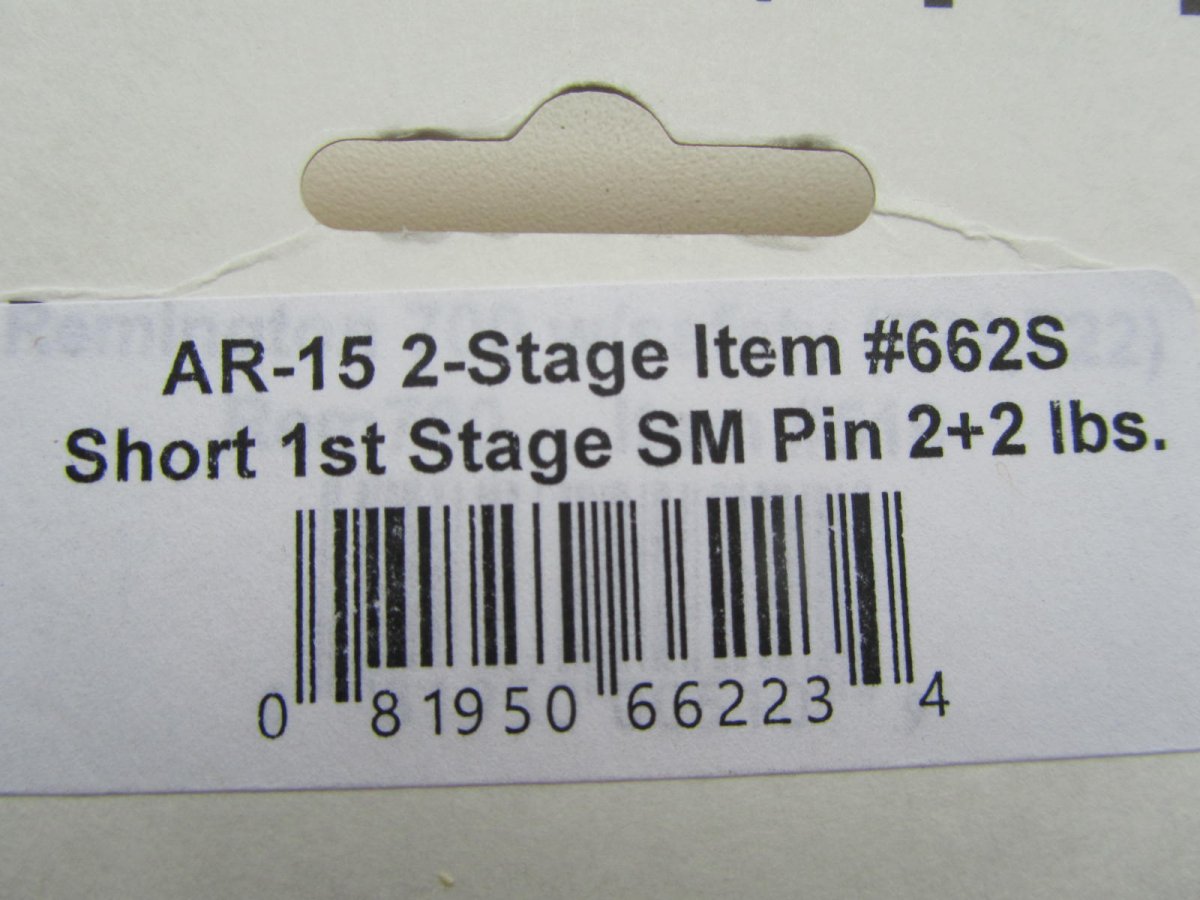 AR-15 2-Stage Item #662S
Short 1st Stage SM Pin 2+2 lbs.
0 81950 66223 4